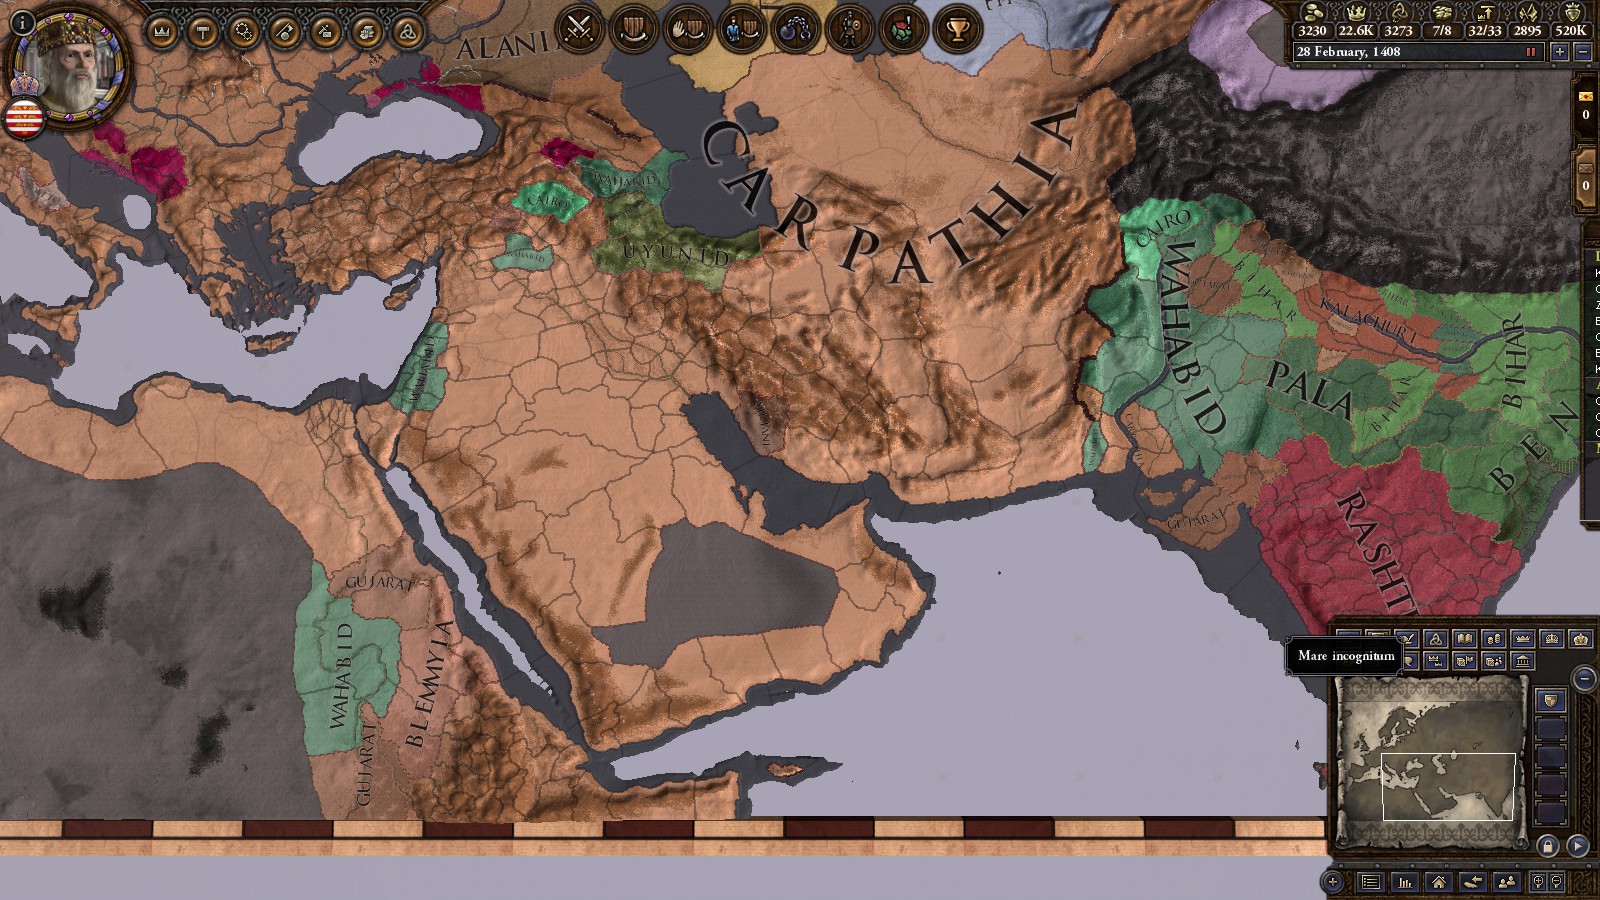 3230 22.6K 3273 7/8 32/33 2895 520K
28 February, 1408
0
0
ALANI
CARPATHIA
WAHABID
CAIRO
UYUNID
WAHABID
WAHABID
CAIRO
WAHABID
BIHAR
KALACHURI
BIHAR
PALA
BIHAR
BEN
GUJARAT
RASHT
GUJARAT
WAHABID
BLEMMYIA
GUJARAT
Mare incognitum